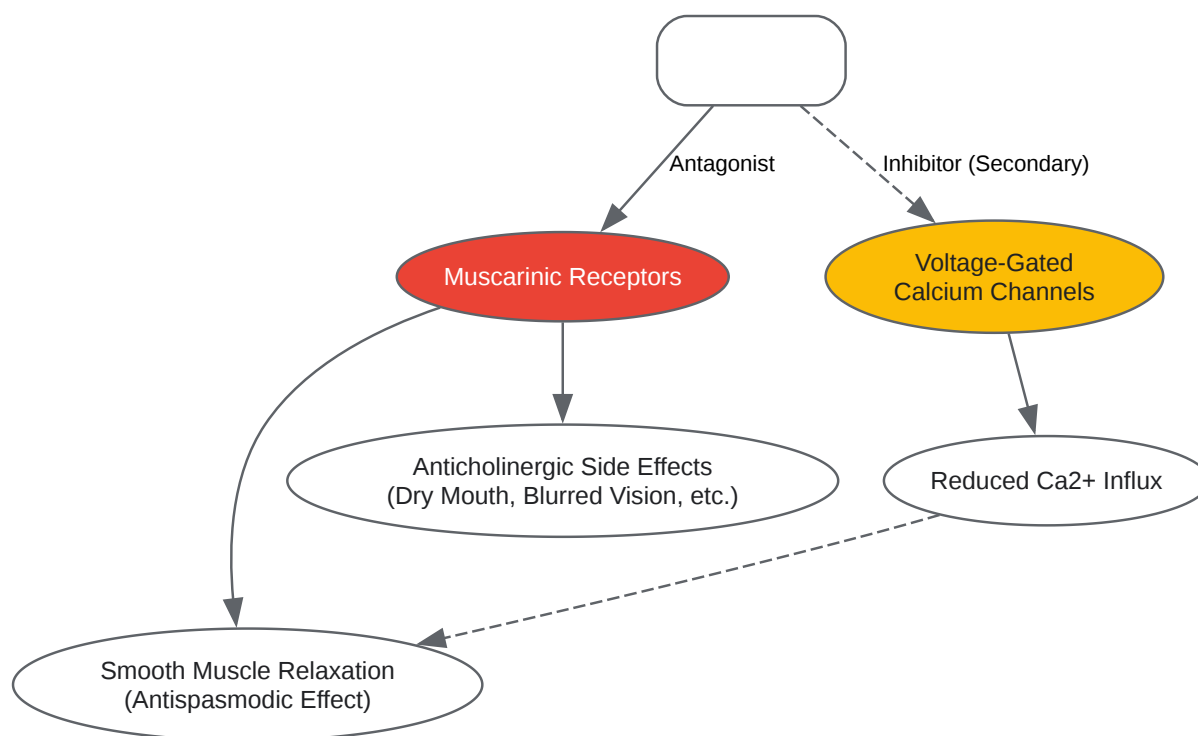 Antagonist
Inhibitor (Secondary)
Muscarinic Receptors
Voltage-Gated
Calcium Channels
Anticholinergic Side Effects
(Dry Mouth, Blurred Vision, etc.)
Reduced Ca2+ Influx
Smooth Muscle Relaxation
(Antispasmodic Effect)